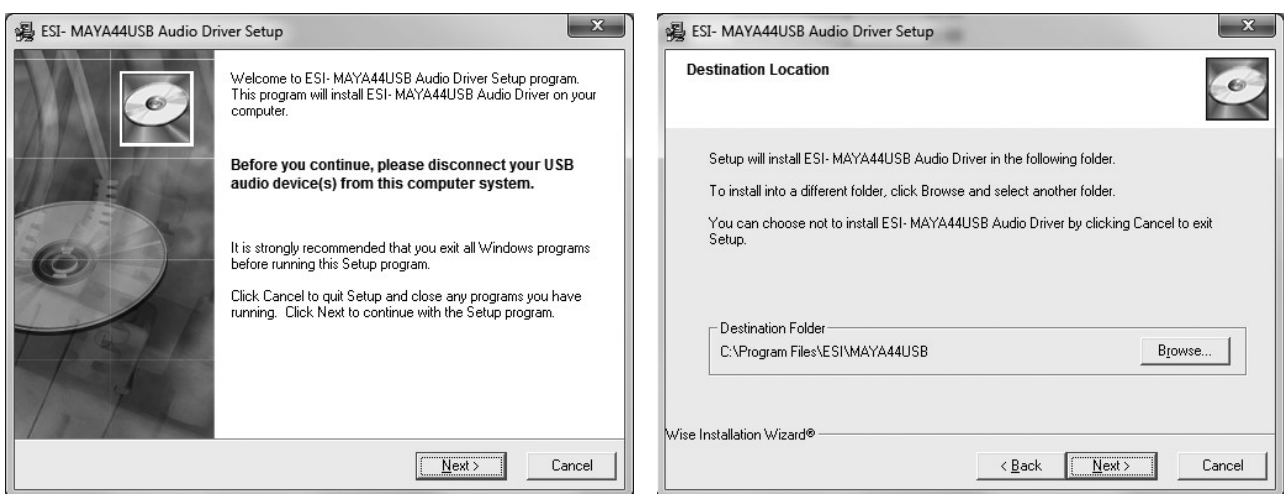 ESI- MAYA44USB Audio Driver Setup
X
Welcome to ESI- MAYA44USB Audio Driver Setup program.
This program will install ESI- MAYA44USB Audio Driver on your
computer.
Before you continue, please disconnect your USB
audio device(s) from this computer system.
It is strongly recommended that you exit all Windows programs
before running this Setup program.
Click Cancel to quit Setup and close any programs you have
running. Click Next to continue with the Setup program.
Next >
Cancel
ESI- MAYA44USB Audio Driver Setup
X
Destination Location
Setup will install ESI- MAYA44USB Audio Driver in the following folder.
To install into a different folder, click Browse and select another folder.
You can choose not to install ESI- MAYA44USB Audio Driver by clicking Cancel to exit
Setup.
Destination Folder
C:\Program Files\ESI\MAYA44USB
Browse...
Wise Installation Wizard®
< Back
Next >
Cancel